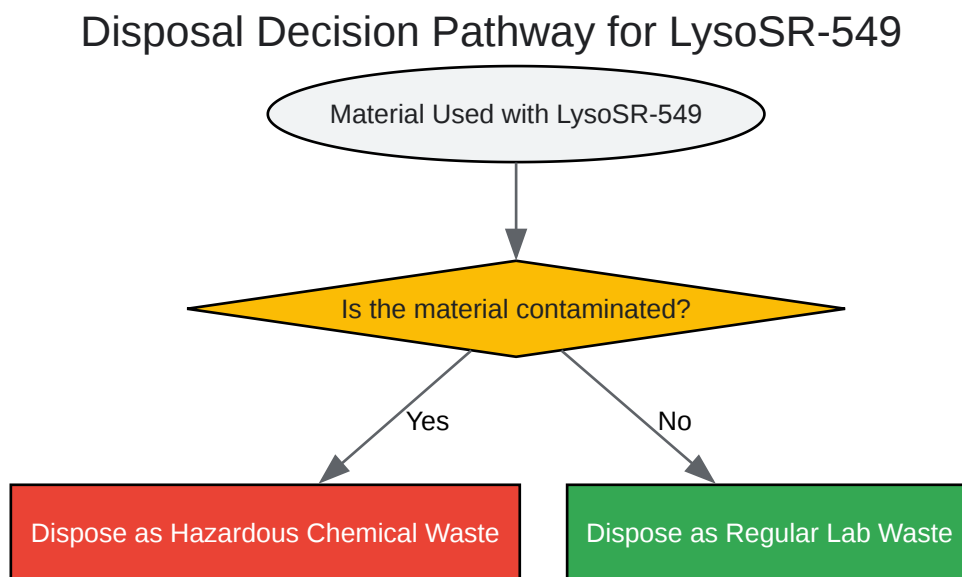 Disposal Decision Pathway for LysoSR-549
Material Used with LysoSR-549
Is the material contaminated?
Yes
No
Dispose as Hazardous Chemical Waste
Dispose as Regular Lab Waste